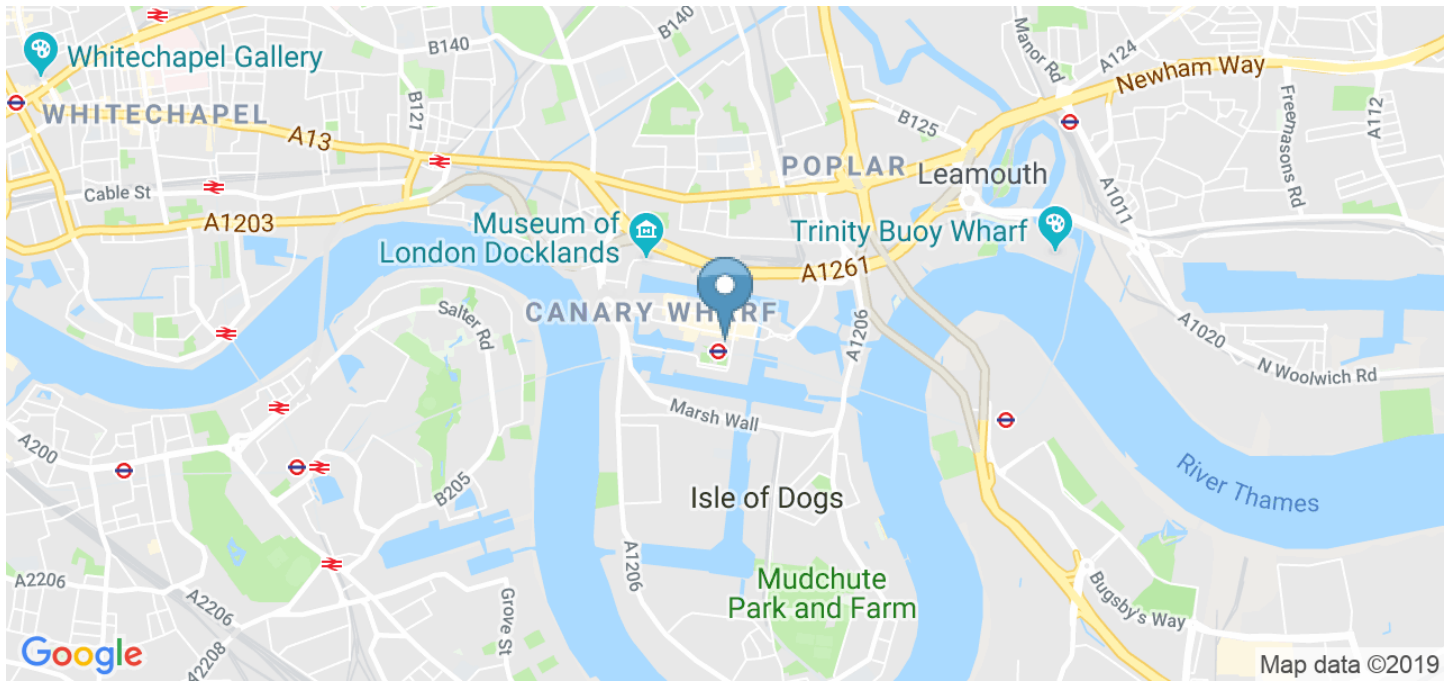 B140
B140
Manor Rd
A124
Newham Way
Whitechapel Gallery
WHITECHAPEL
B121
A13
B125
Freemasons Rd
A112
POPLAR
Leamouth
Cable St
A1203
A1011
Museum of
London Docklands
Trinity Buoy Wharf
A1261
Salter Rd
CANARY WHARF
A1206
A1020
N Woolwich Rd
Marsh Wall
A200
B205
Isle of Dogs
River Thames
A1206
Mudchute
Park and Farm
A2206
A2206
Grove St
Bugsby's Way
A2208
Google
Map data ©2019